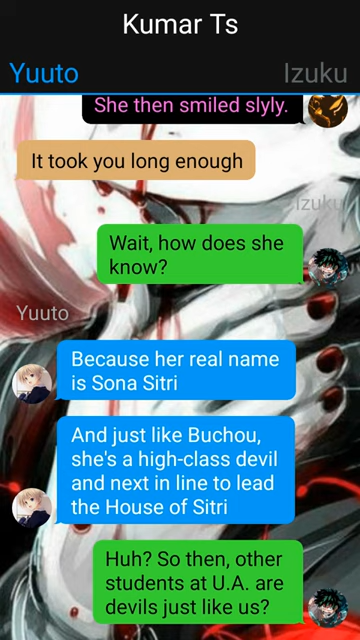 Kumar Ts
Yuuto
Izuku
She then smiled slyly.
It took you long enough
Izuku
Wait, how does she
know?
Yuuto
Because her real name
is Sona Sitri
And just like Buchou,
she's a high-class devil
and next in line to lead
the House of Sitri
Huh? So then, other
students at U.A. are
devils just like us?